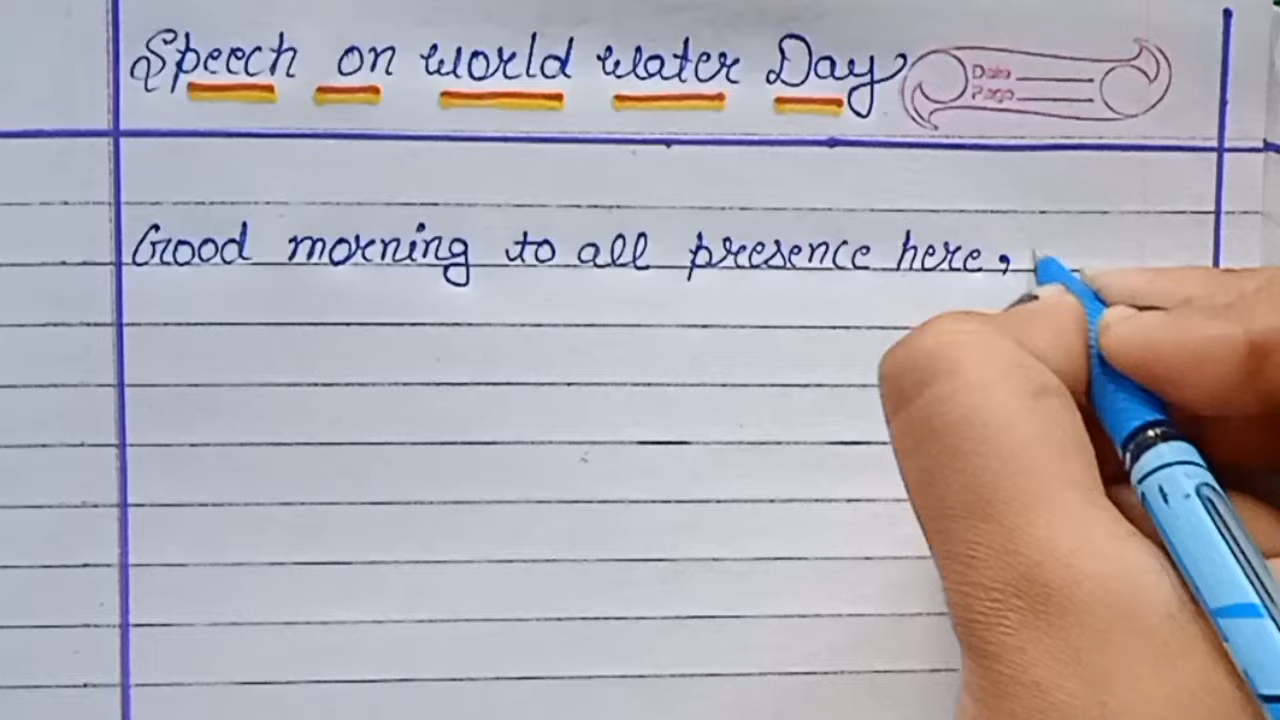 Speech on world water Day
Date
Page
Good morning to all presence here,